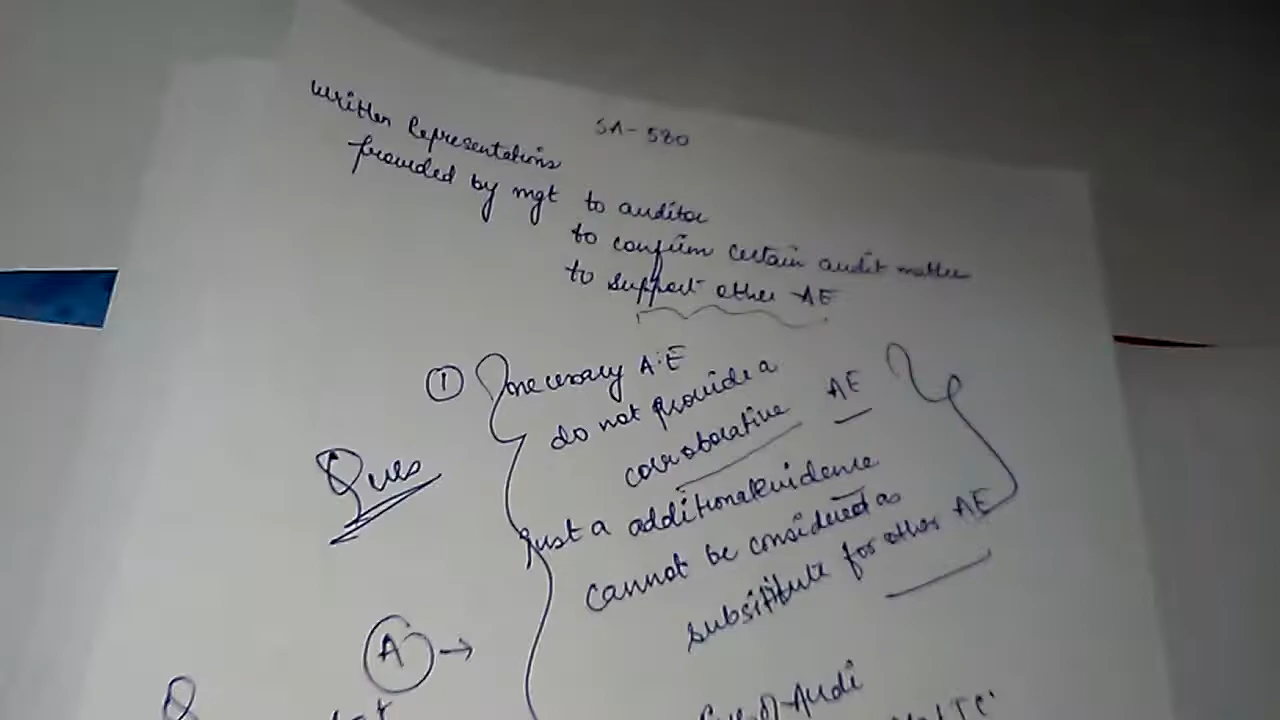 SA-580
Written Representations
provided by mgt to auditor
to confirm certain audit matter
to support other AE
① necessary A.E
do not provide a
corroborative AE
Ques
Just a additional Evidence
cannot be considered as
substitute for other AE
A →